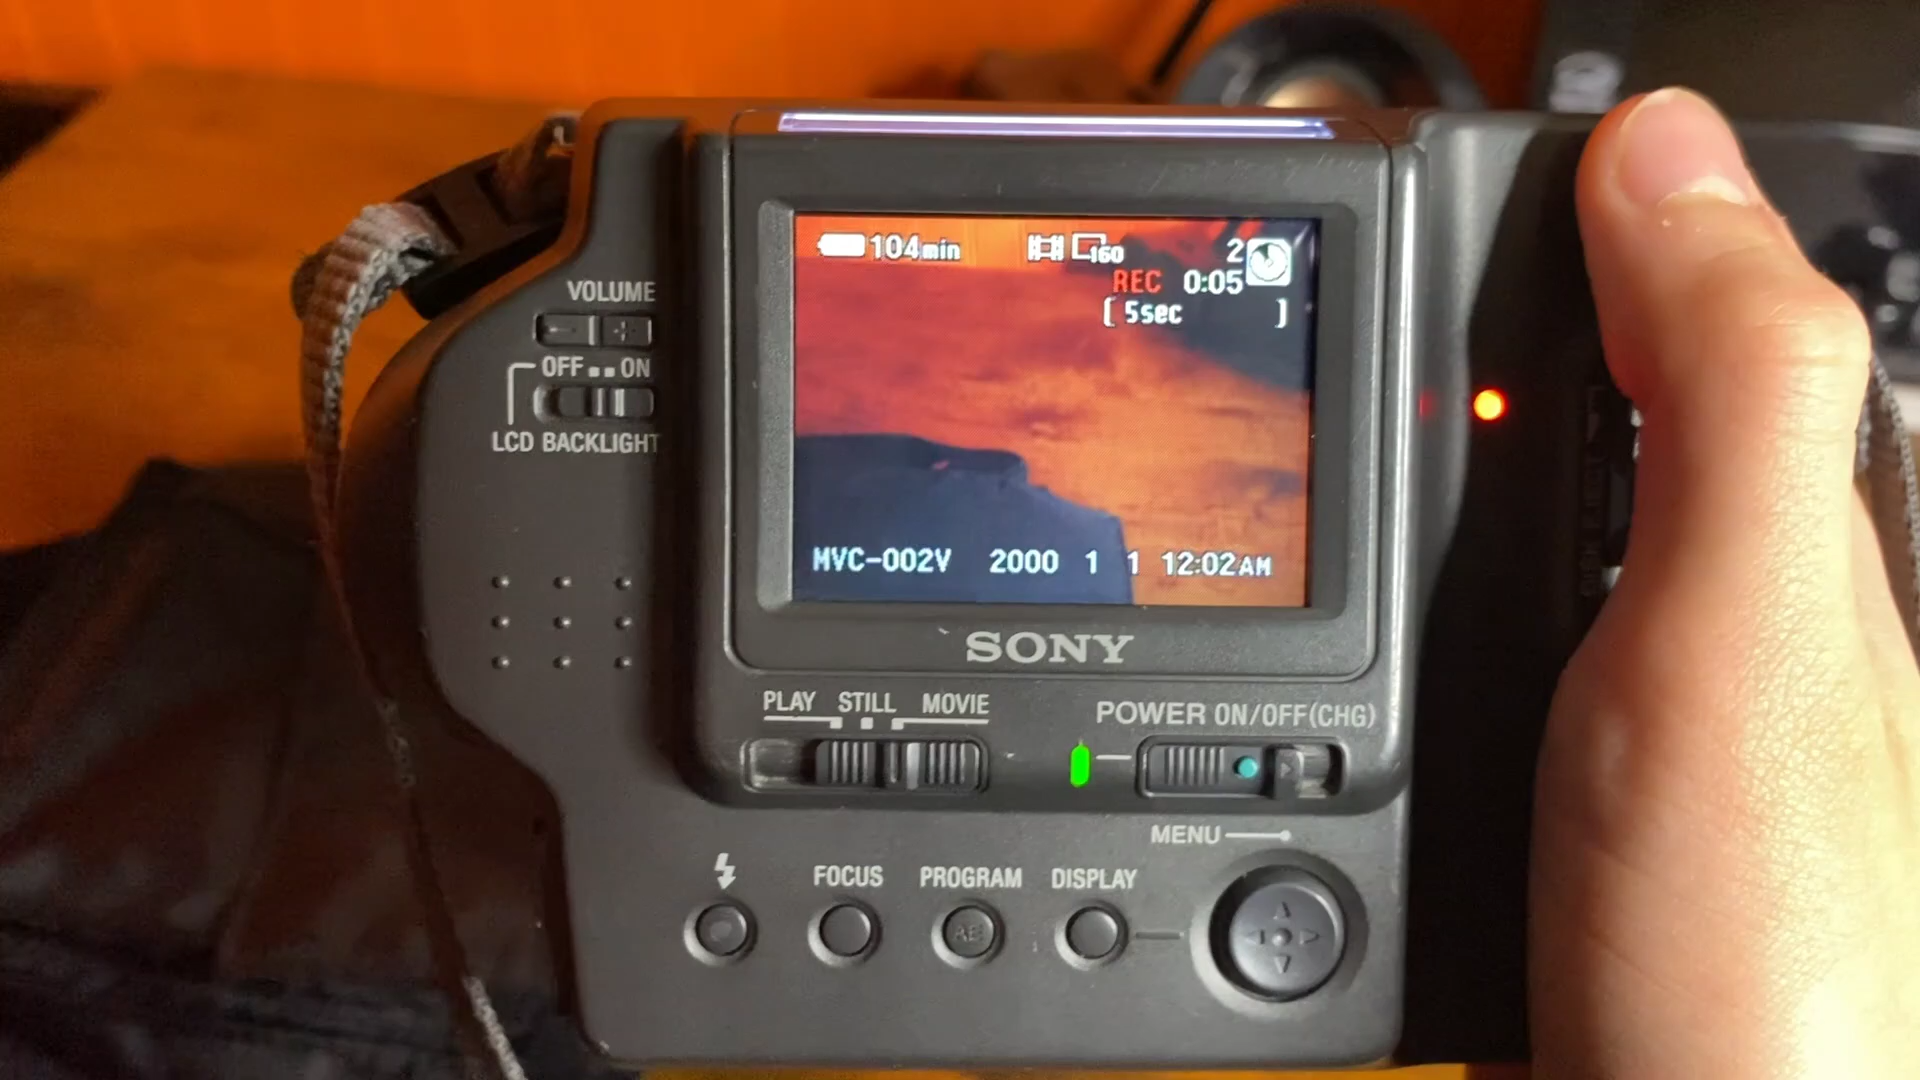 104min 160 2
REC 0:05
[ 5sec ]
MVC-002V 2000 1 1 12:02AM
SONY
VOLUME
- +
OFF ON
LCD BACKLIGHT
PLAY STILL MOVIE
POWER ON/OFF(CHG)
MENU
FOCUS PROGRAM DISPLAY
AE